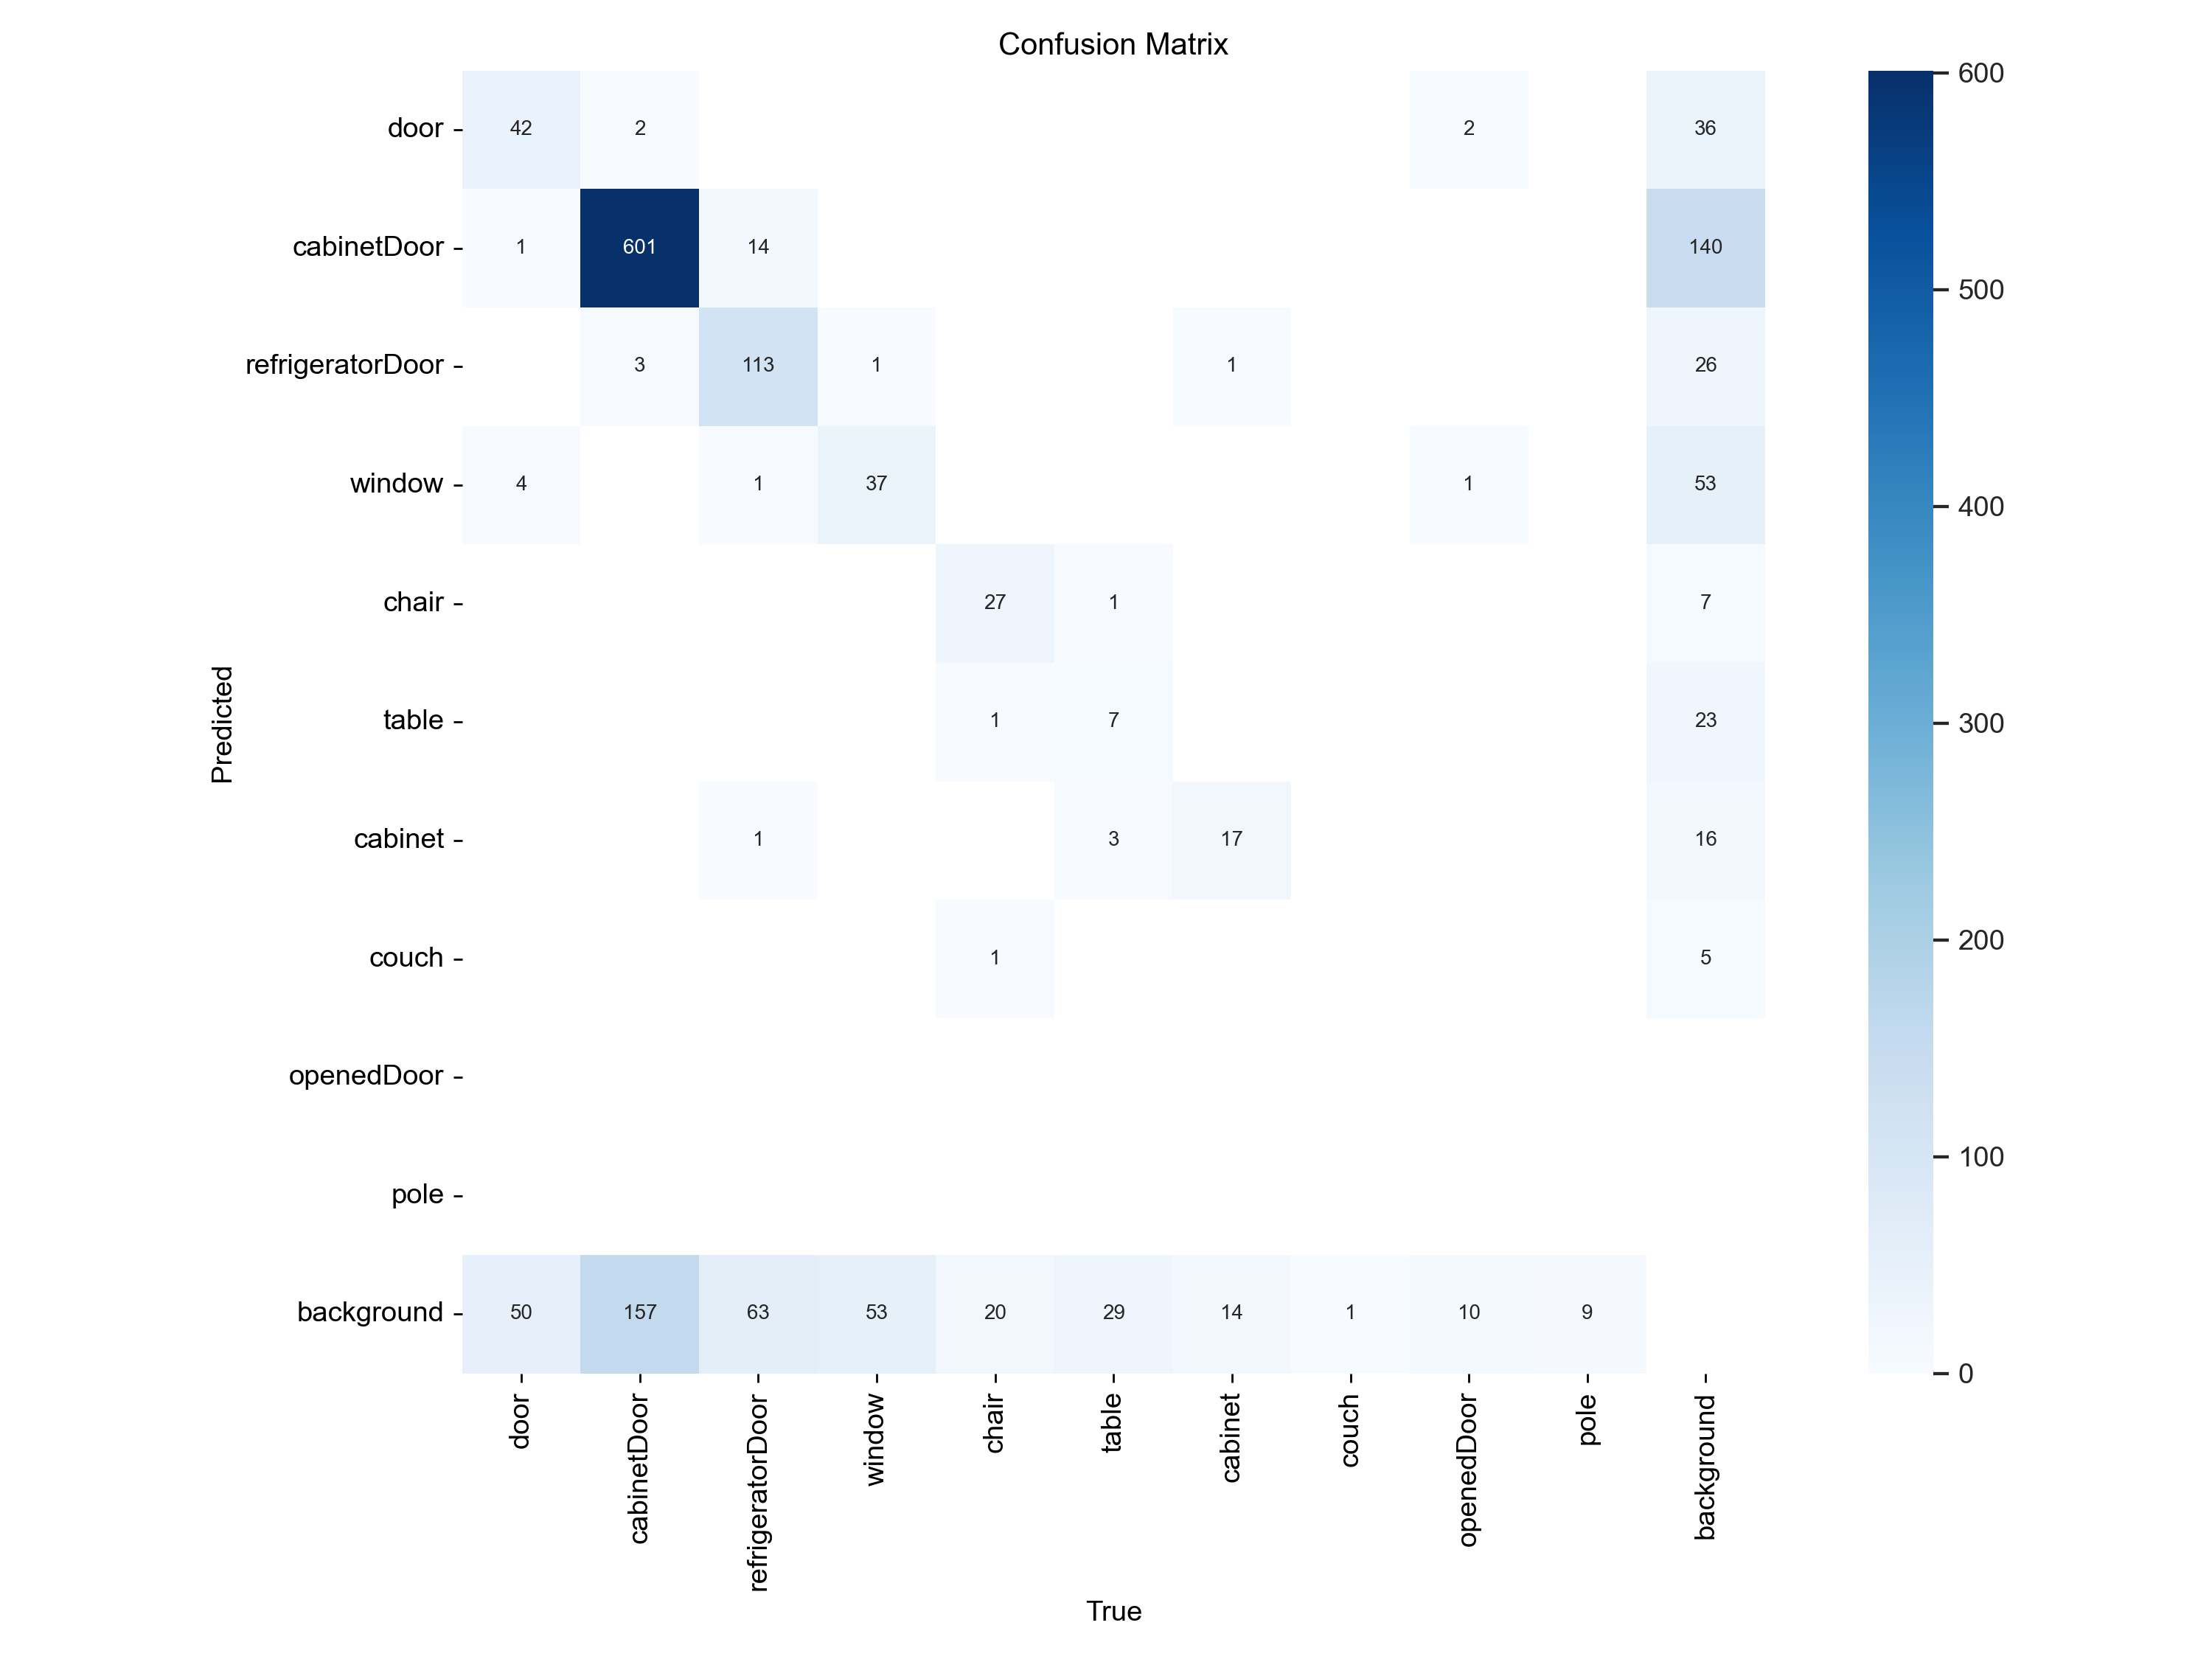 Confusion Matrix
door 42 2 2 36
cabinetDoor 1 601 14 140
refrigeratorDoor 3 113 1 1 26
window 4 1 37 1 53
chair 27 1 7
table 1 7 23
cabinet 1 3 17 16
couch 1 5
openedDoor
pole
background 50 157 63 53 20 29 14 1 10 9
door cabinetDoor refrigeratorDoor window chair table cabinet couch openedDoor pole background
True
Predicted
600
500
400
300
200
100
0